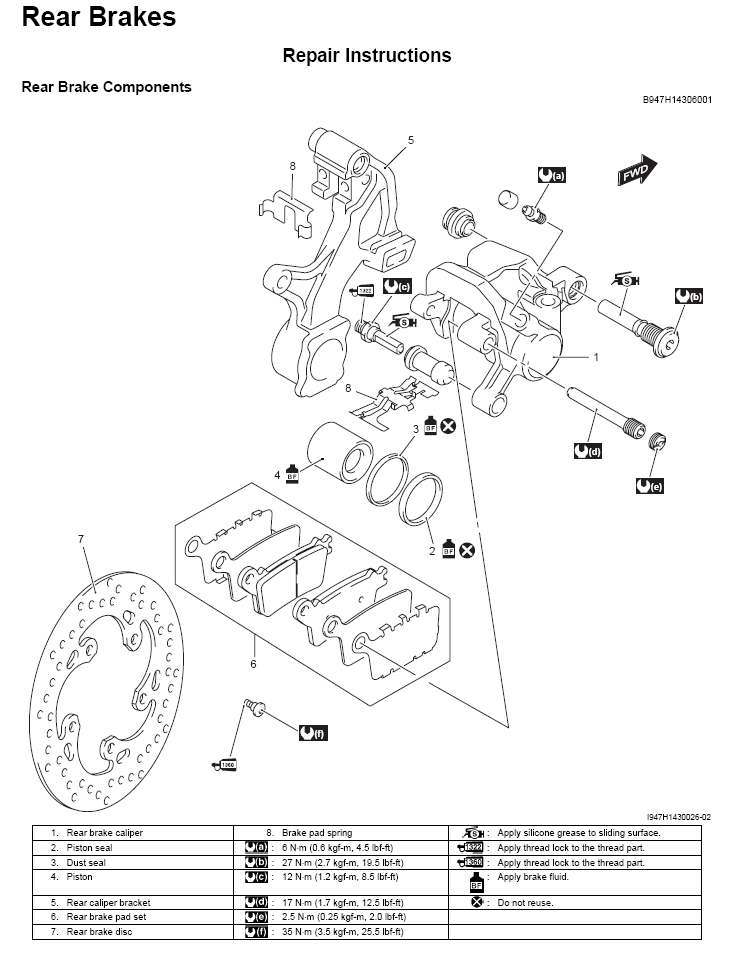 Rear Brakes
Repair Instructions
Rear Brake Components
B947H14306001
5
8
(a)
FWD
1322
(c)
S
S
(b)
1
8
3
BF
(d)
4
BF
(e)
2
BF
7
6
(f)
1360
I947H1430026-02
1. Rear brake caliper 8. Brake pad spring S : Apply silicone grease to sliding surface.
2. Piston seal (a) : 6 N·m (0.6 kgf-m, 4.5 lbf-ft) 1322 : Apply thread lock to the thread part.
3. Dust seal (b) : 27 N·m (2.7 kgf-m, 19.5 lbf-ft) 1360 : Apply thread lock to the thread part.
4. Piston (c) : 12 N·m (1.2 kgf-m, 8.5 lbf-ft) BF : Apply brake fluid.
5. Rear caliper bracket (d) : 17 N·m (1.7 kgf-m, 12.5 lbf-ft) : Do not reuse.
6. Rear brake pad set (e) : 2.5 N·m (0.25 kgf-m, 2.0 lbf-ft)
7. Rear brake disc (f) : 35 N·m (3.5 kgf-m, 25.5 lbf-ft)